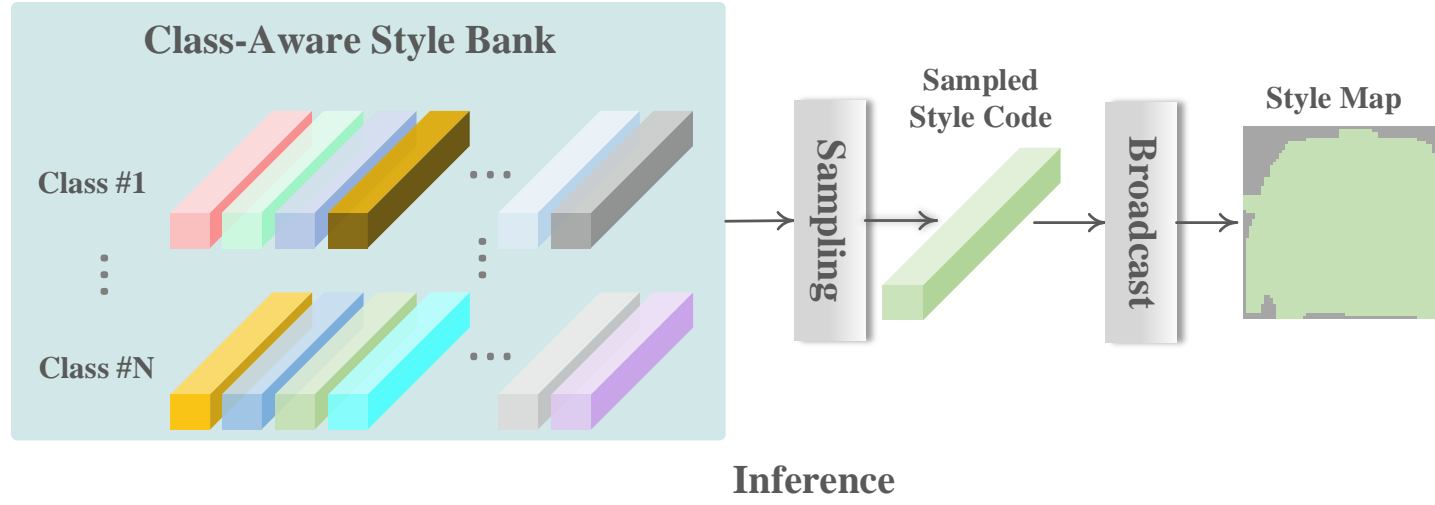 Class-Aware Style Bank
Class #1
Class #N
Sampling
Sampled
Style Code
Broadcast
Style Map
Inference